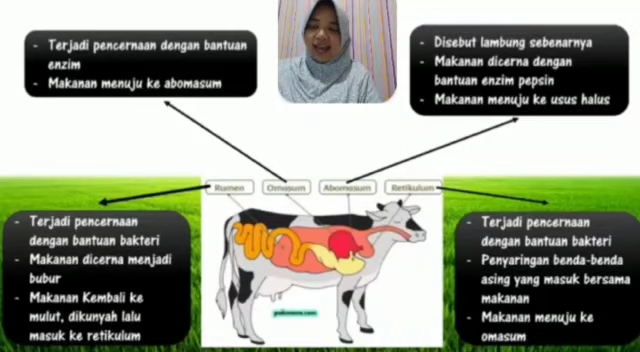 - Terjadi pencernaan dengan bantuan
enzim
- Makanan menuju ke abomasum
- Disebut lambung sebenarnya
- Makanan dicerna dengan
bantuan enzim pepsin
- Makanan menuju ke usus halus
Rumen
Omasum
Abomasum
Retikulum
- Terjadi pencernaan
dengan bantuan bakteri
- Makanan dicerna menjadi
bubur
- Makanan Kembali ke
mulut, dikunyah lalu
masuk ke retikulum
- Terjadi pencernaan
dengan bantuan bakteri
- Penyaringan benda-benda
asing yang masuk bersama
makanan
- Makanan menuju ke
omasum